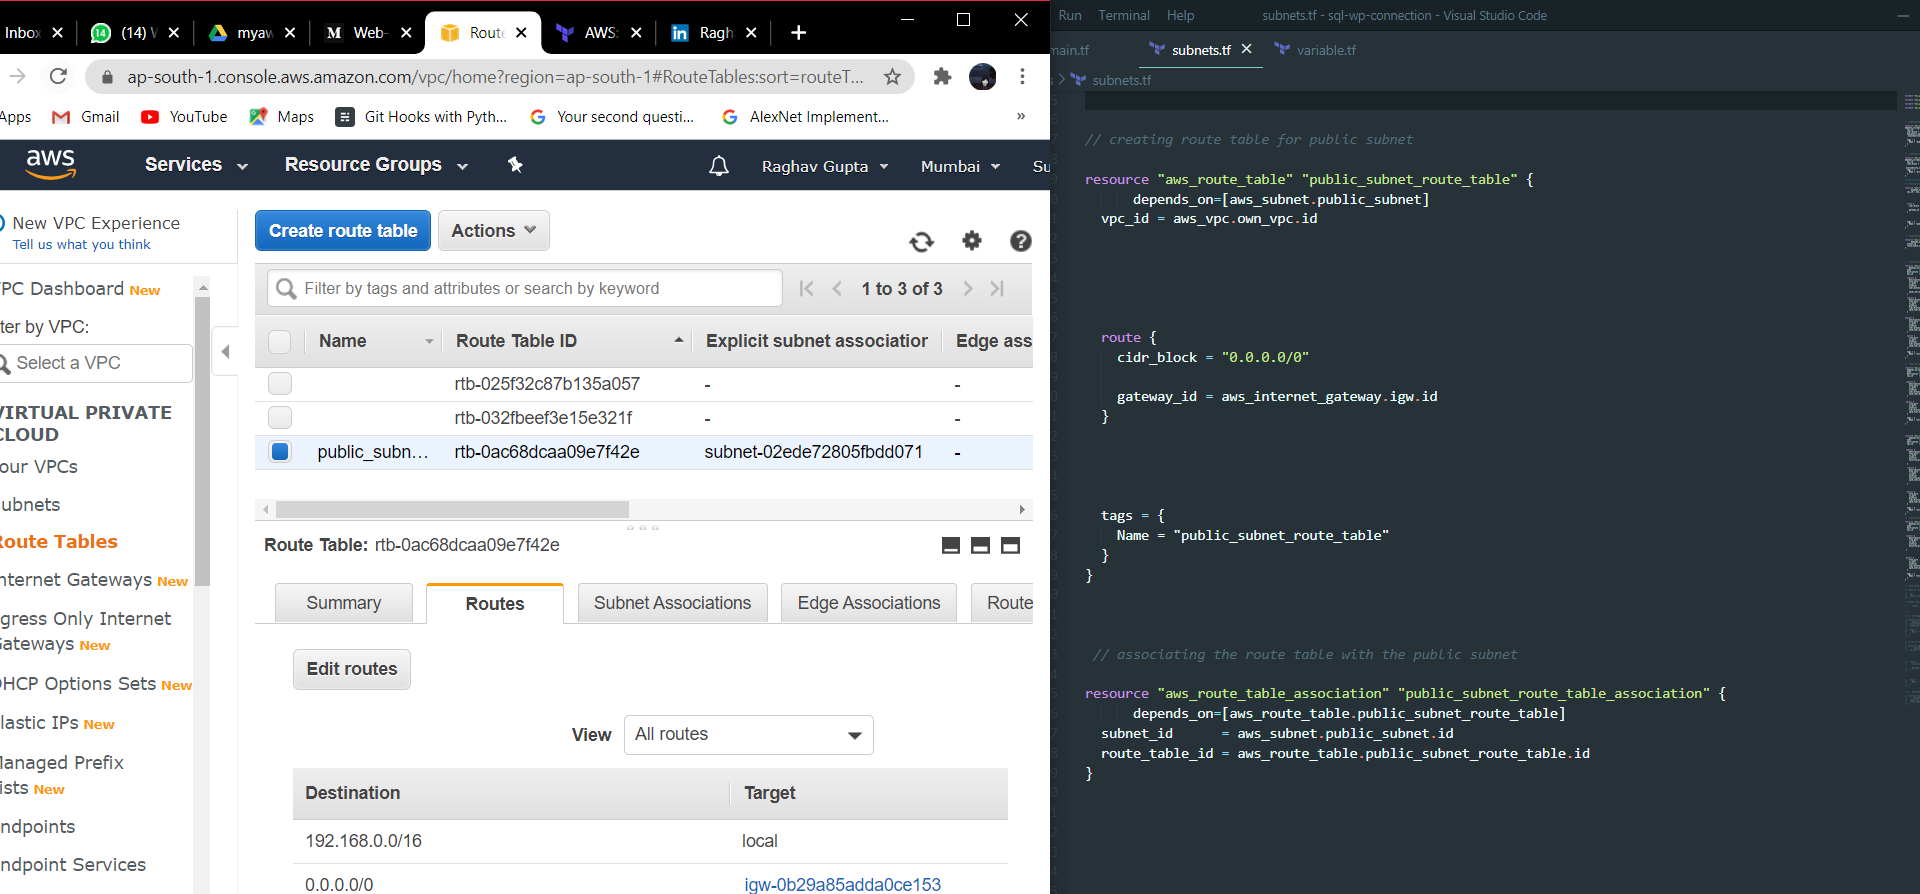 Inbox
(14)
myaw
Web-
Route
AWS:
Ragh
ap-south-1.console.aws.amazon.com/vpc/home?region=ap-south-1#RouteTables:sort=routeT...
Apps
Gmail
YouTube
Maps
Git Hooks with Pyth...
Your second questi...
AlexNet Implement...
»
aws
Services
Resource Groups
Raghav Gupta
Mumbai
Su
New VPC Experience
Tell us what you think
PC Dashboard New
ter by VPC:
Select a VPC
VIRTUAL PRIVATE
CLOUD
our VPCs
ubnets
Route Tables
nternet Gateways New
gress Only Internet
Gateways New
DHCP Options Sets New
lastic IPs New
Managed Prefix
ists New
ndpoints
ndpoint Services
Create route table
Actions
Filter by tags and attributes or search by keyword
1 to 3 of 3
Name
Route Table ID
Explicit subnet association
Edge ass
rtb-025f32c87b135a057 - -
rtb-032fbeef3e15e321f - -
public_subn... rtb-0ac68dcaa09e7f42e subnet-02ede72805fbdd071 -
Route Table: rtb-0ac68dcaa09e7f42e
Summary
Routes
Subnet Associations
Edge Associations
Route
Edit routes
View All routes
Destination Target
192.168.0.0/16 local
0.0.0.0/0 igw-0b29a85adda0ce153
Run Terminal Help
subnets.tf - sql-wp-connection - Visual Studio Code
main.tf
subnets.tf
variable.tf
s > subnets.tf
// creating route table for public subnet
resource "aws_route_table" "public_subnet_route_table" {
depends_on=[aws_subnet.public_subnet]
vpc_id = aws_vpc.own_vpc.id
route {
cidr_block = "0.0.0.0/0"
gateway_id = aws_internet_gateway.igw.id
}
tags = {
Name = "public_subnet_route_table"
}
}
// associating the route table with the public subnet
resource "aws_route_table_association" "public_subnet_route_table_association" {
depends_on=[aws_route_table.public_subnet_route_table]
subnet_id = aws_subnet.public_subnet.id
route_table_id = aws_route_table.public_subnet_route_table.id
}